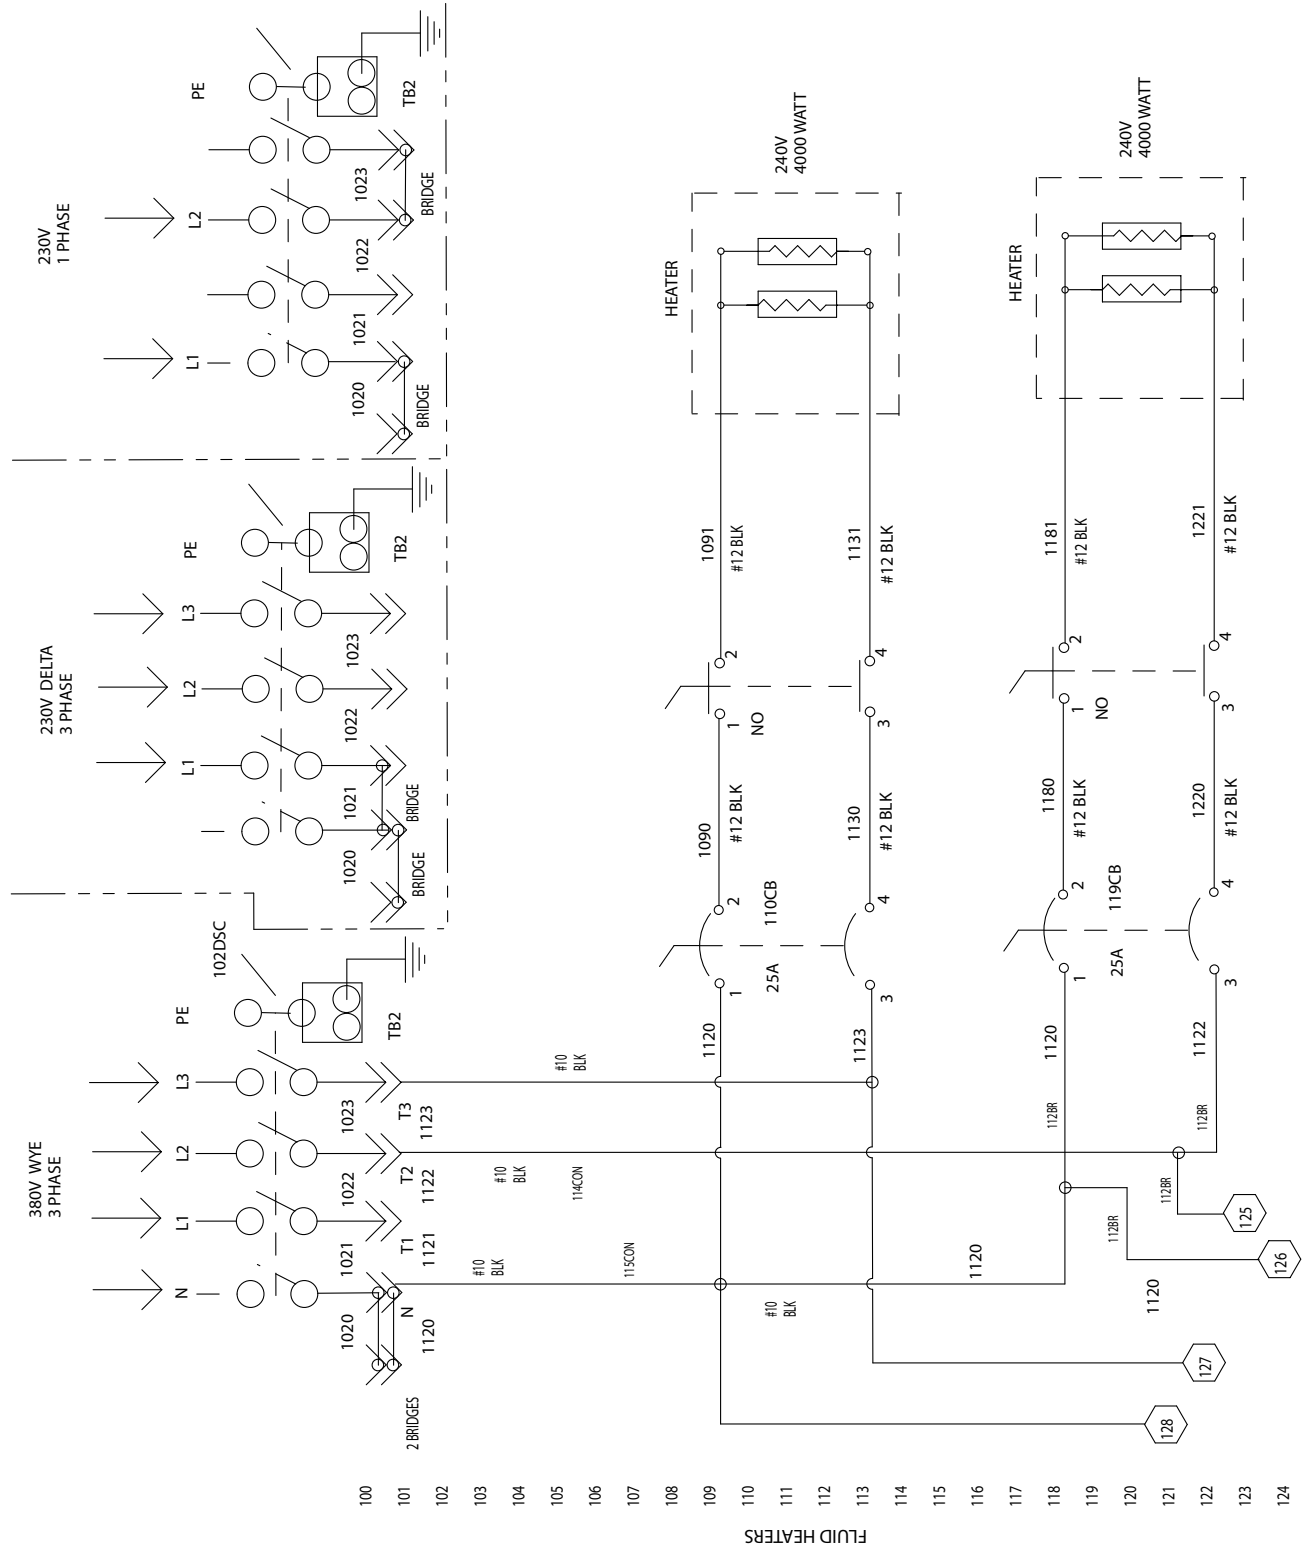 380V WYE
3 PHASE
N
L1
L2
L3
PE
102DSC
1020
1021
1022
1023
TB2
N
1120
T1
1121
T2
1122
T3
1123
2 BRIDGES
230V DELTA
3 PHASE
L1
L2
L3
PE
1020
1021
1022
1023
TB2
BRIDGE
BRIDGE
230V
1 PHASE
L1
L2
PE
1020
1021
1022
1023
TB2
BRIDGE
BRIDGE
#10
BLK
#10
BLK
#10
BLK
115CON
114CON
#10
BLK
1120
1
25A
110CB
2
1090
#12 BLK
1
NO
2
1091
#12 BLK
HEATER
240V
4000 WATT
1123
3
4
1130
#12 BLK
3
4
1131
#12 BLK
1120
112BR
1120
1
25A
119CB
2
1180
#12 BLK
1
NO
2
1181
#12 BLK
HEATER
240V
4000 WATT
112BR
1120
112BR
112BR
1122
3
4
1220
#12 BLK
3
4
1221
#12 BLK
128
127
126
125
100
101
102
103
104
105
106
107
108
109
110
111
112
113
114
115
116
117
118
119
120
121
122
123
124
FLUID HEATERS